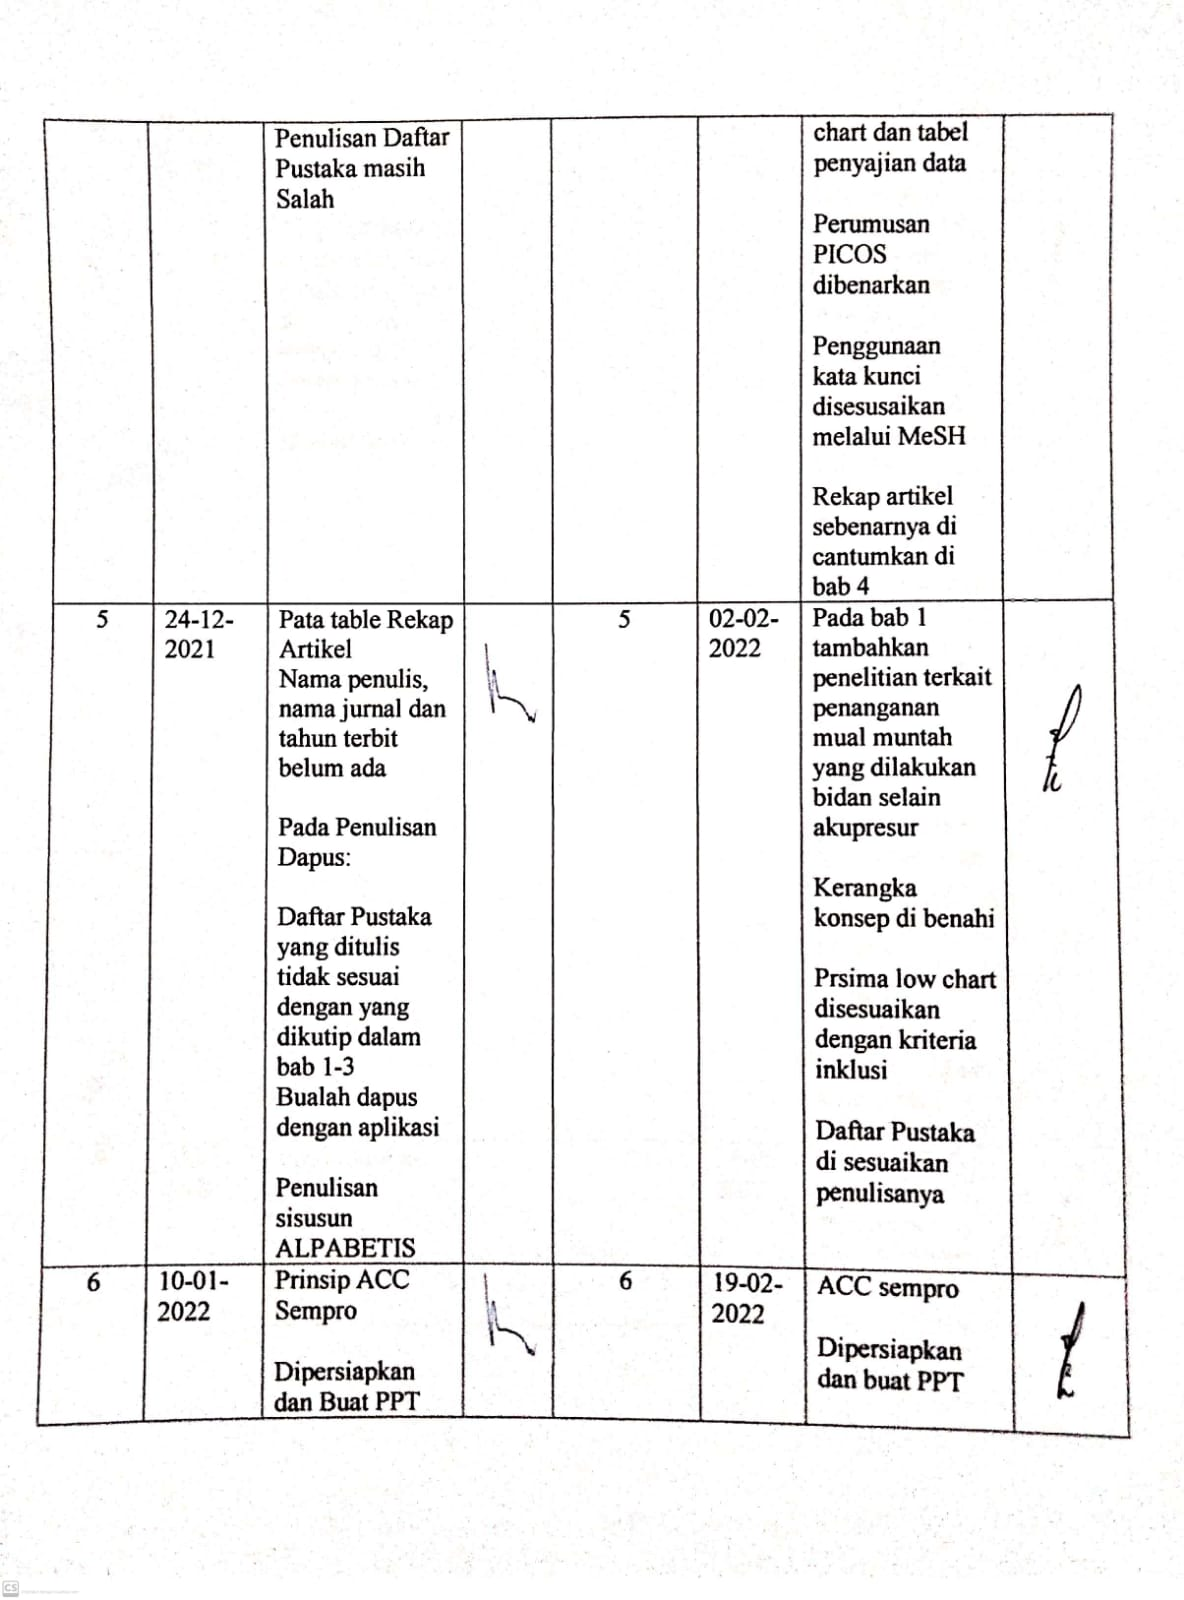 Penulisan Daftar
Pustaka masih
Salah
chart dan tabel
penyajian data
Perumusan
PICOS
dibenarkan
Penggunaan
kata kunci
disesusaikan
melalui MeSH
Rekap artikel
sebenarnya di
cantumkan di
bab 4
5
24-12-
2021
Pata table Rekap
Artikel
Nama penulis,
nama jurnal dan
tahun terbit
belum ada
Pada Penulisan
Dapus:
Daftar Pustaka
yang ditulis
tidak sesuai
dengan yang
dikutip dalam
bab 1-3
Bualah dapus
dengan aplikasi
Penulisan
sisusun
ALPABETIS
5
02-02-
2022
Pada bab 1
tambahkan
penelitian terkait
penanganan
mual muntah
yang dilakukan
bidan selain
akupresur
Kerangka
konsep di benahi
Prsima low chart
disesuaikan
dengan kriteria
inklusi
Daftar Pustaka
di sesuaikan
penulisanya
6
10-01-
2022
Prinsip ACC
Sempro
Dipersiapkan
dan Buat PPT
6
19-02-
2022
ACC sempro
Dipersiapkan
dan buat PPT
CS